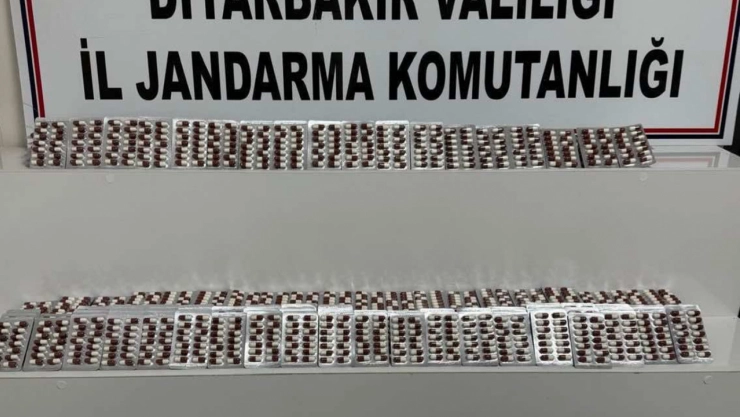 DİYARBAKIR VALİLİĞİ
İL JANDARMA KOMUTANLIĞI